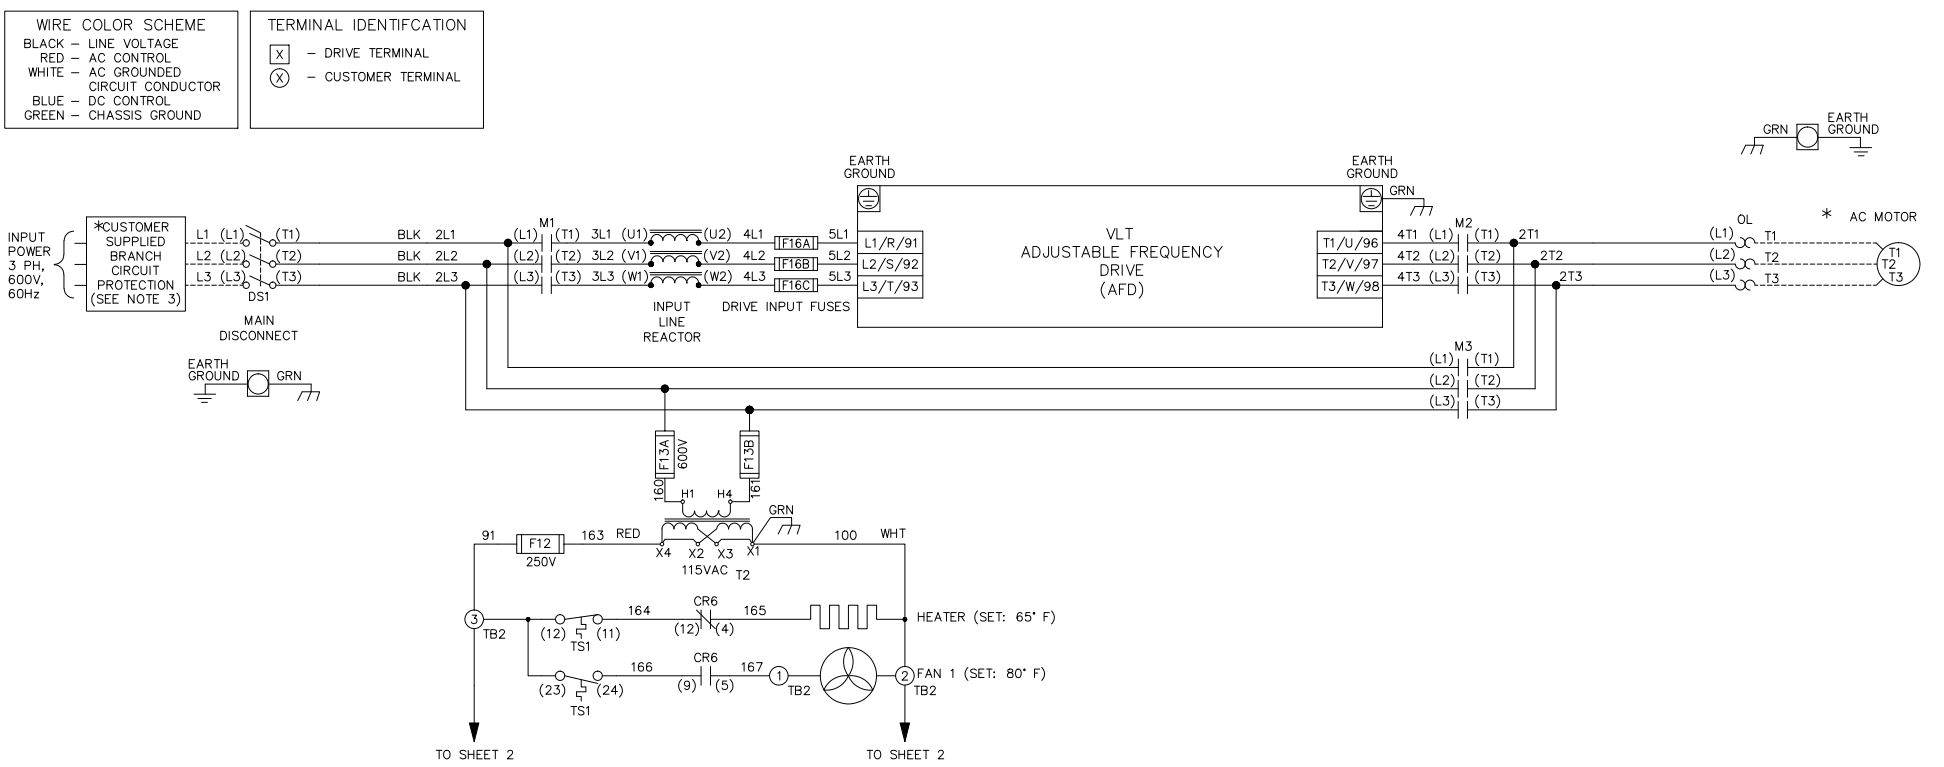 WIRE COLOR SCHEME
BLACK – LINE VOLTAGE
RED – AC CONTROL
WHITE – AC GROUNDED
CIRCUIT CONDUCTOR
BLUE – DC CONTROL
GREEN – CHASSIS GROUND
TERMINAL IDENTIFCATION
X – DRIVE TERMINAL
X – CUSTOMER TERMINAL
GRN
EARTH
GROUND
INPUT
POWER
3 PH,
600V,
60Hz
*CUSTOMER
SUPPLIED
BRANCH
CIRCUIT
PROTECTION
(SEE NOTE 3)
L1 (L1) (T1) BLK 2L1 (L1) M1 (T1) 3L1 (U1) (U2) 4L1 F16A 5L1 L1/R/91
L2 (L2) (T2) BLK 2L2 (L2) (T2) 3L2 (V1) (V2) 4L2 F16B 5L2 L2/S/92
L3 (L3) (T3) BLK 2L3 (L3) (T3) 3L3 (W1) (W2) 4L3 F16C 5L3 L3/T/93
DS1
MAIN
DISCONNECT
INPUT
LINE
REACTOR
DRIVE INPUT FUSES
EARTH
GROUND
VLT
ADJUSTABLE FREQUENCY
DRIVE
(AFD)
EARTH
GROUND
GRN
T1/U/96 4T1 (L1) M2 (T1) 2T1 (L1) OL T1
T2/V/97 4T2 (L2) (T2) 2T2 (L2) T2
T3/W/98 4T3 (L3) (T3) 2T3 (L3) T3
* AC MOTOR
T1
T2
T3
EARTH
GROUND
GRN
M3
(L1) (T1)
(L2) (T2)
(L3) (T3)
F13A
600V
F13B
160
161
H1 H4
GRN
91 F12 163 RED
250V
X4 X2 X3 X1
100 WHT
115VAC T2
3
TB2
(12) (11)
TS1
164
CR6
(12) (4)
165
HEATER (SET: 65° F)
(23) (24)
TS1
166
CR6
(9) (5)
167
1
TB2
2
TB2
FAN 1 (SET: 80° F)
TO SHEET 2
TO SHEET 2